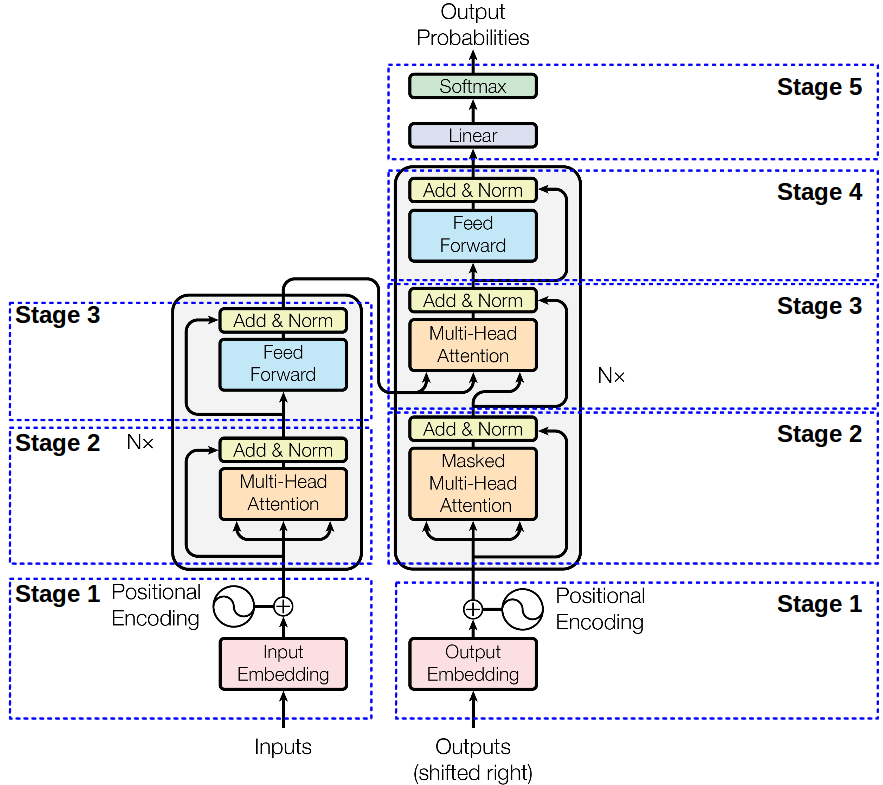 Output
Probabilities
Softmax
Stage 5
Linear
Add & Norm
Stage 4
Feed
Forward
Add & Norm
Stage 3
Multi-Head
Attention
Nx
Add & Norm
Stage 2
Masked
Multi-Head
Attention
Stage 3
Add & Norm
Feed
Forward
Stage 2
N×
Add & Norm
Multi-Head
Attention
Stage 1
Positional
Encoding
Input
Embedding
Inputs
Positional
Encoding
Stage 1
Output
Embedding
Outputs
(shifted right)